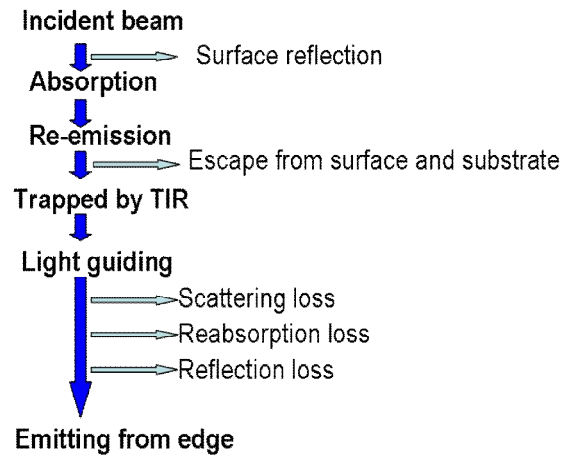 Incident beam
Surface reflection
Absorption
Re-emission
Escape from surface and substrate
Trapped by TIR
Light guiding
Scattering loss
Reabsorption loss
Reflection loss
Emitting from edge